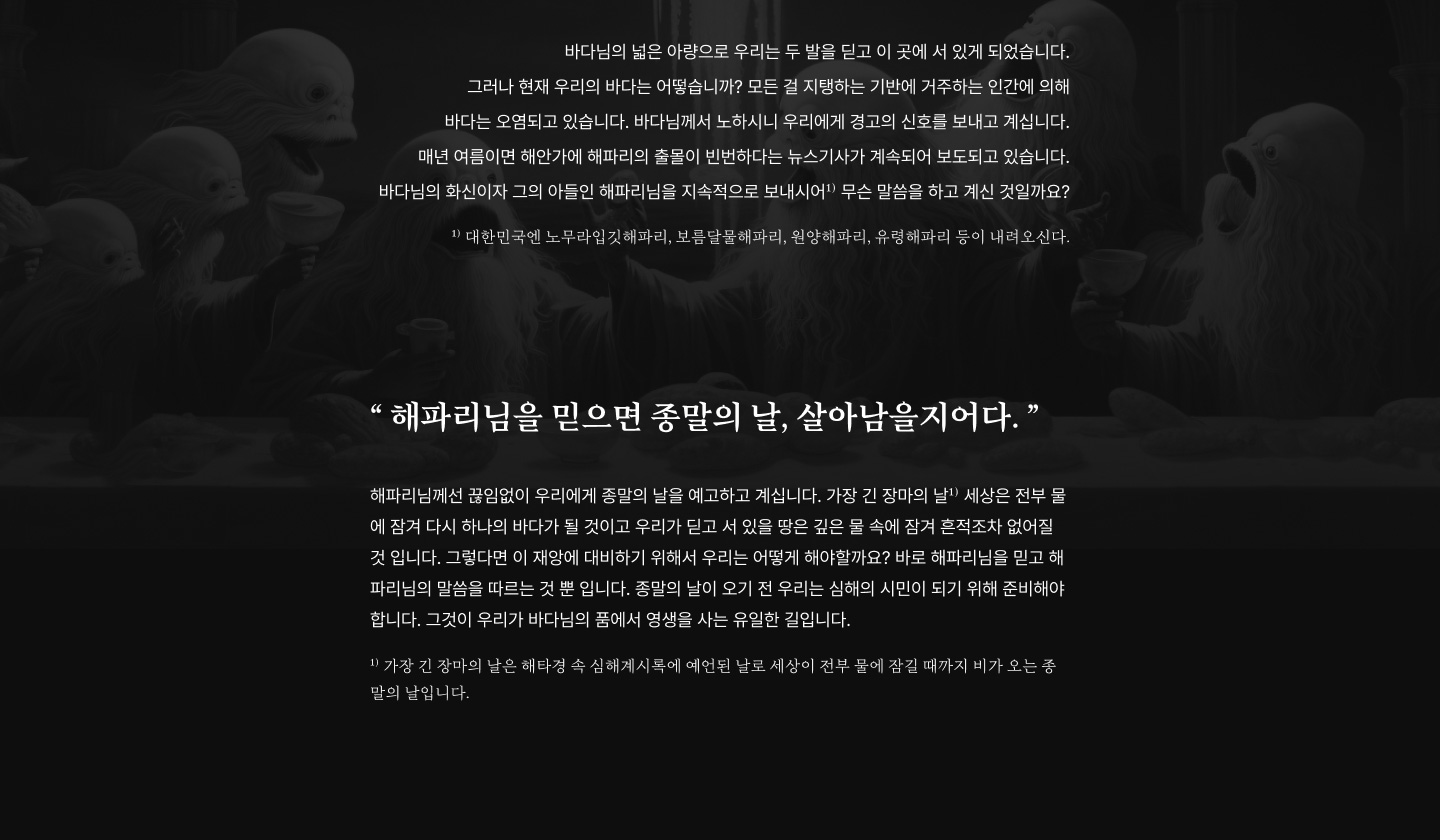 바다님의 넓은 아량으로 우리는 두 발을 딛고 이 곳에 서 있게 되었습니다.
그러나 현재 우리의 바다는 어떻습니까? 모든 걸 지탱하는 기반에 거주하는 인간에 의해
바다는 오염되고 있습니다. 바다님께서 노하시니 우리에게 경고의 신호를 보내고 계십니다.
매년 여름이면 해안가에 해파리의 출몰이 빈번하다는 뉴스기사가 계속되어 보도되고 있습니다.
바다님의 화신이자 그의 아들인 해파리님을 지속적으로 보내시어¹⁾ 무슨 말씀을 하고 계신 것일까요?
¹⁾ 대한민국엔 노무라입깃해파리, 보름달물해파리, 원양해파리, 유령해파리 등이 내려오신다.
“ 해파리님을 믿으면 종말의 날, 살아남을지어다. ”
해파리님께선 끊임없이 우리에게 종말의 날을 예고하고 계십니다. 가장 긴 장마의 날¹⁾ 세상은 전부 물
에 잠겨 다시 하나의 바다가 될 것이고 우리가 딛고 서 있을 땅은 깊은 물 속에 잠겨 흔적조차 없어질
것 입니다. 그렇다면 이 재앙에 대비하기 위해서 우리는 어떻게 해야할까요? 바로 해파리님을 믿고 해
파리님의 말씀을 따르는 것 뿐 입니다. 종말의 날이 오기 전 우리는 심해의 시민이 되기 위해 준비해야
합니다. 그것이 우리가 바다님의 품에서 영생을 사는 유일한 길입니다.
¹⁾ 가장 긴 장마의 날은 해타경 속 심해계시록에 예언된 날로 세상이 전부 물에 잠길 때까지 비가 오는 종
말의 날입니다.